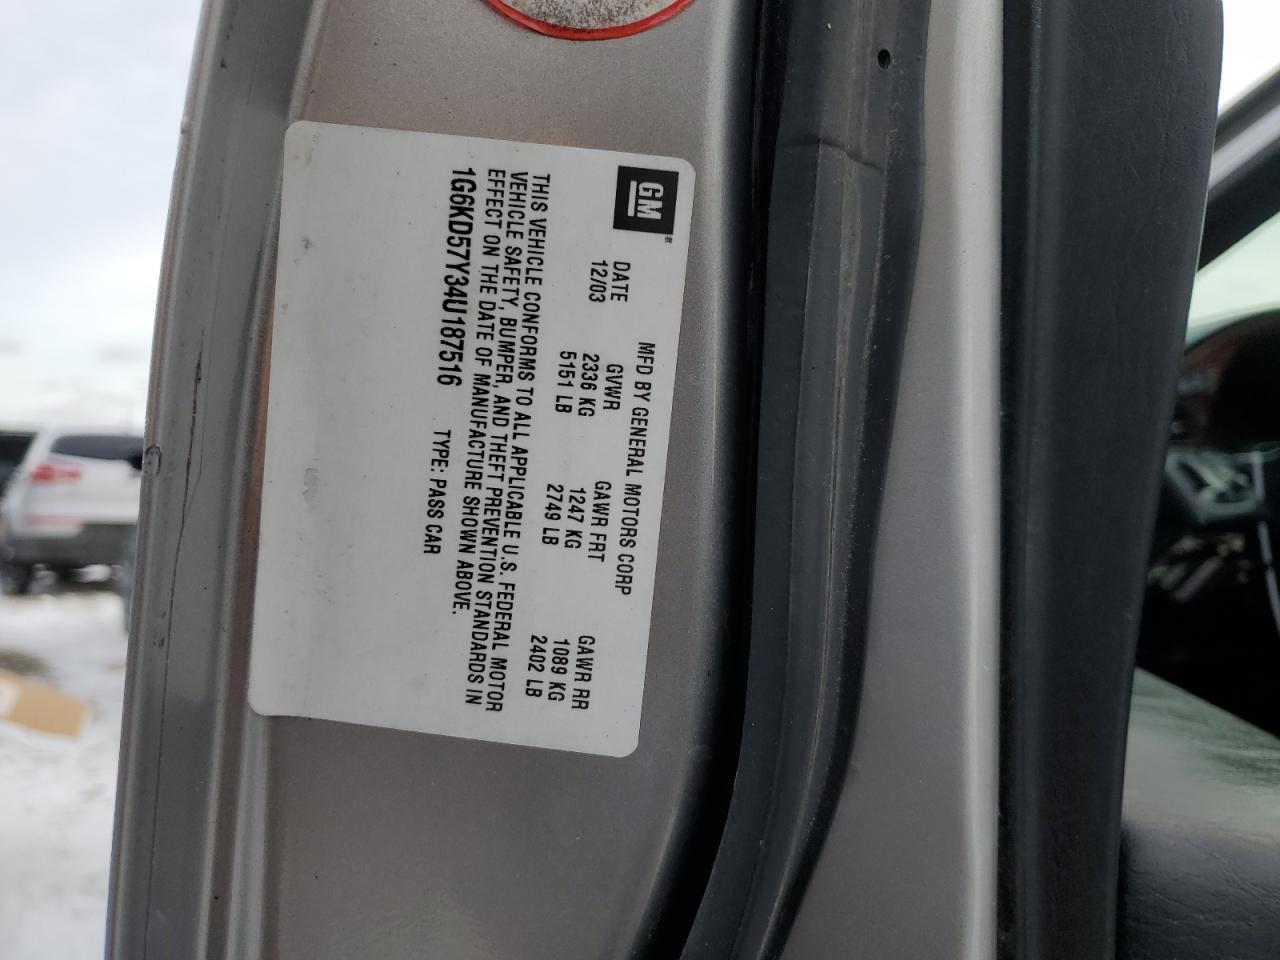 GM
MFD BY GENERAL MOTORS CORP
DATE GVWR GAWR FRT GAWR RR
12/03 2336 KG 1247 KG 1089 KG
5151 LB 2749 LB 2402 LB
THIS VEHICLE CONFORMS TO ALL APPLICABLE U.S. FEDERAL MOTOR
VEHICLE SAFETY, BUMPER, AND THEFT PREVENTION STANDARDS IN
EFFECT ON THE DATE OF MANUFACTURE SHOWN ABOVE.
1G6KD57Y34U187516 TYPE: PASS CAR